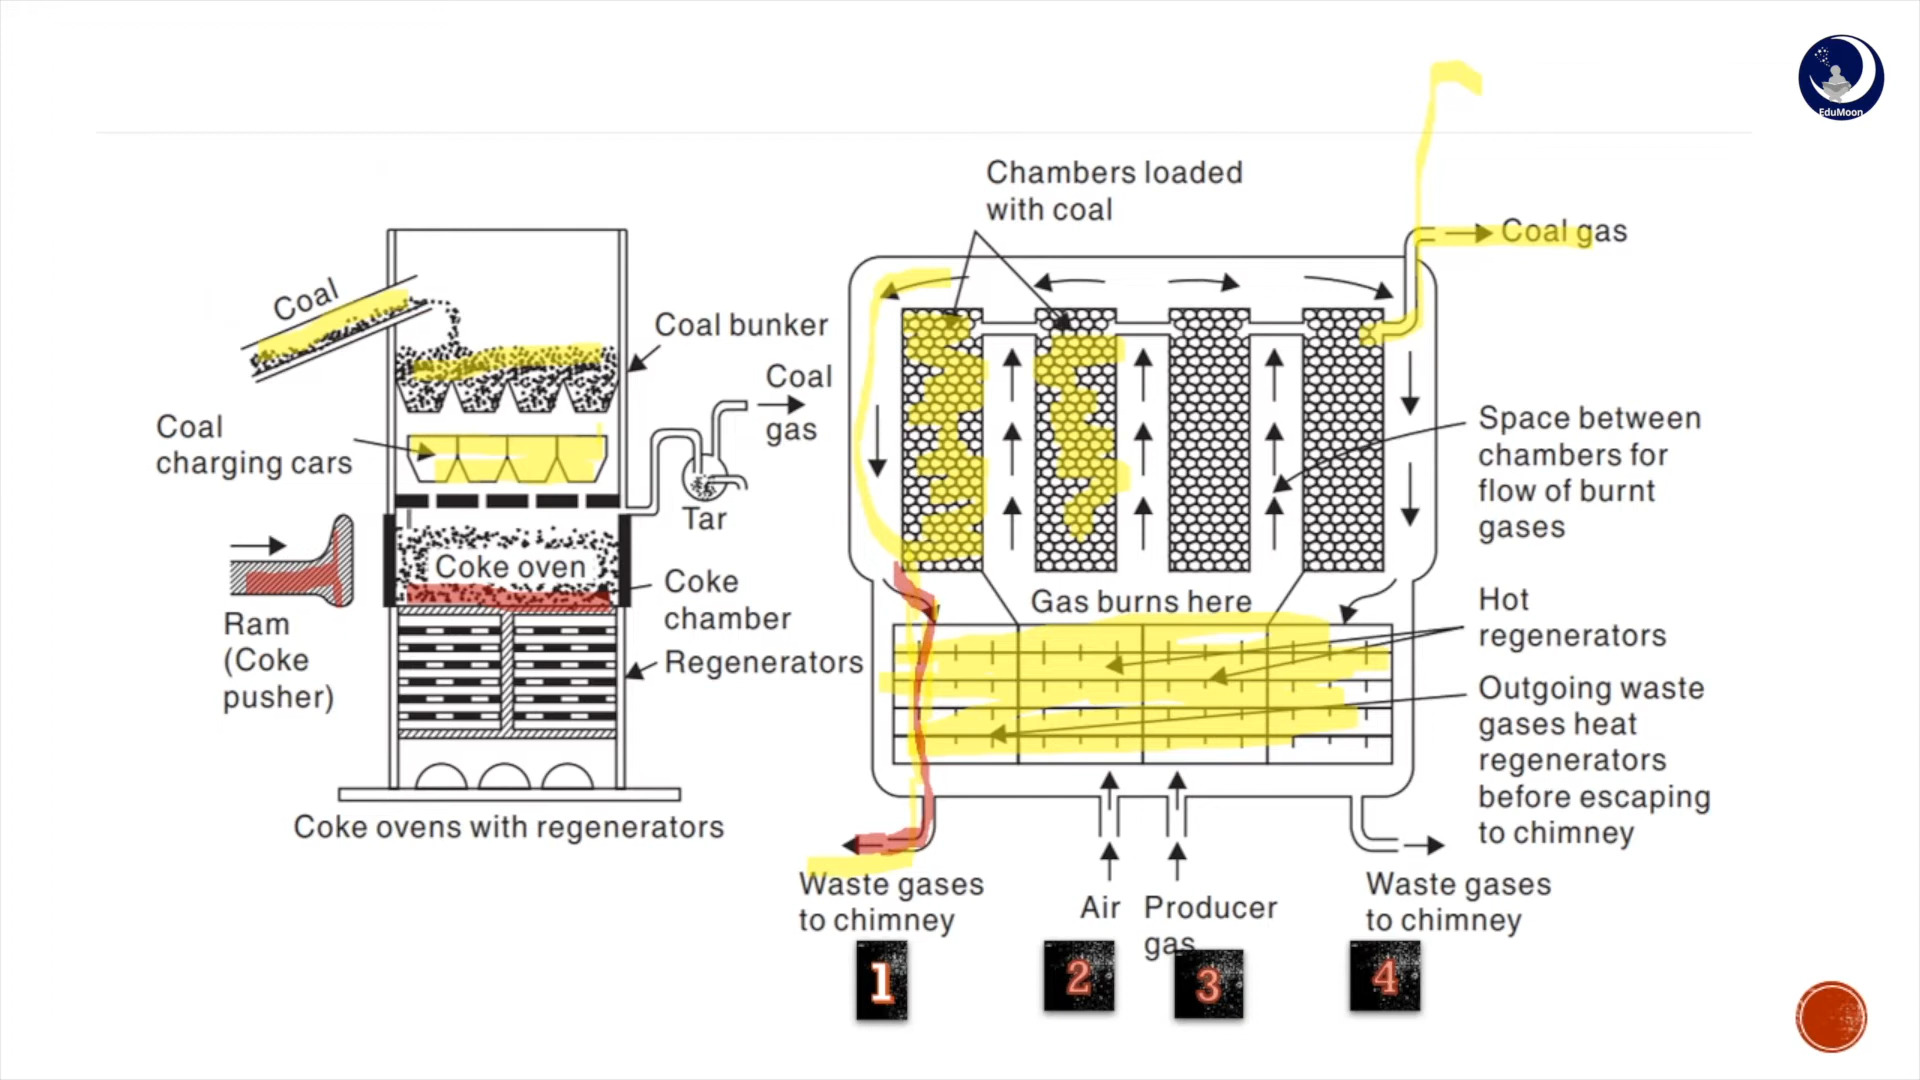 EduMoon
Chambers loaded
with coal
Coal gas
Coal
Coal bunker
Coal
gas
Coal
charging cars
Tar
Space between
chambers for
flow of burnt
gases
Coke oven
Ram
(Coke
pusher)
Coke
chamber
Regenerators
Gas burns here
Hot
regenerators
Outgoing waste
gases heat
regenerators
before escaping
to chimney
Coke ovens with regenerators
Waste gases
to chimney
Air
Producer
gas
Waste gases
to chimney
1
2
3
4